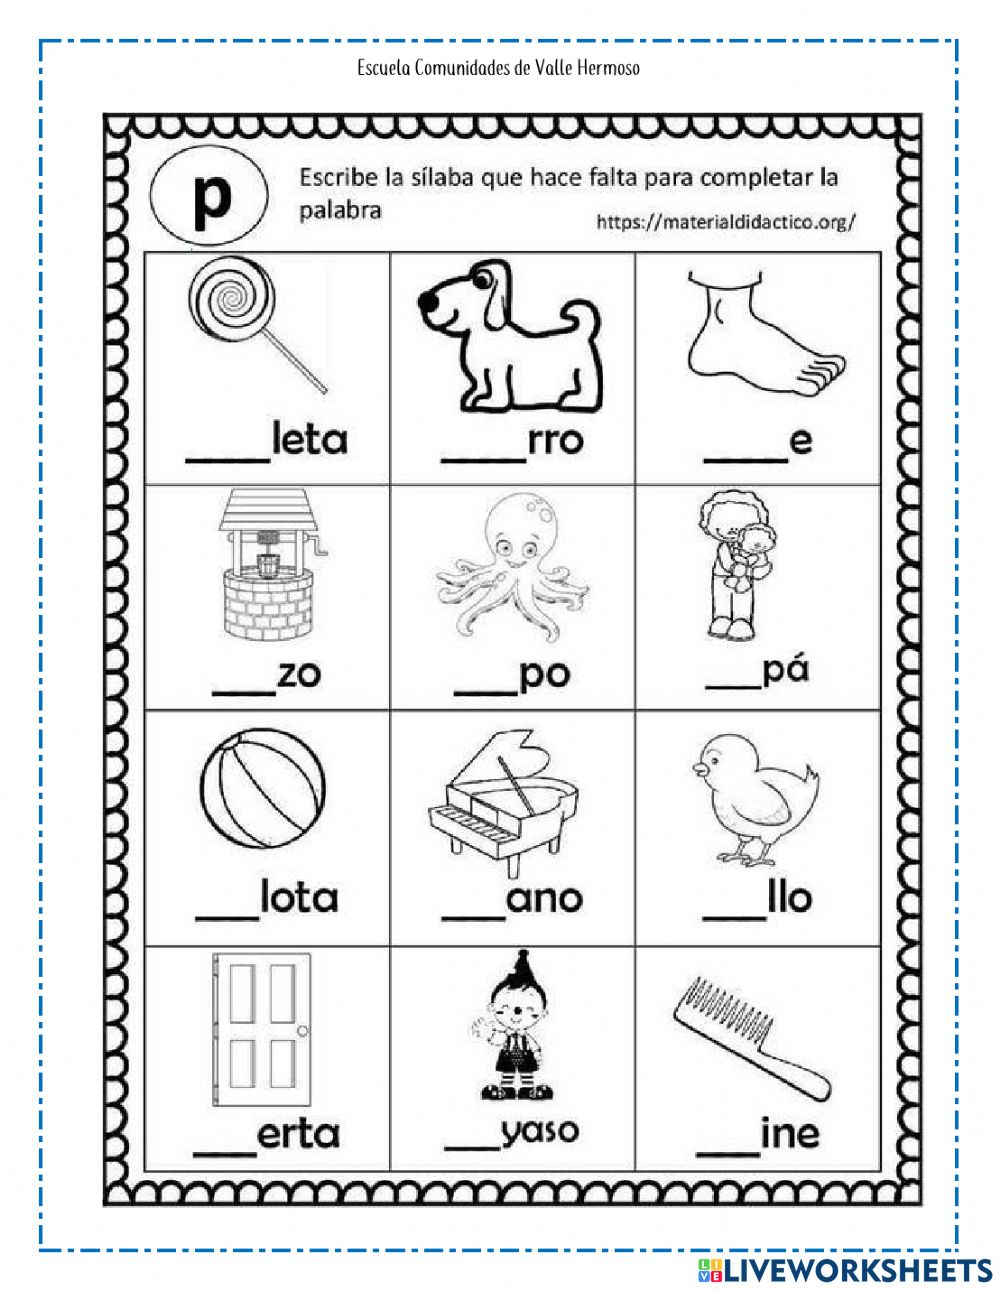 Escuela Comunidades de Valle Hermoso
p
Escribe la sílaba que hace falta para completar la
palabra
https://materialdidactico.org/
____leta
____rro
____e
___zo
___po
___pá
___lota
___ano
___llo
___erta
___yaso
___ine
LIVEWORKSHEETS